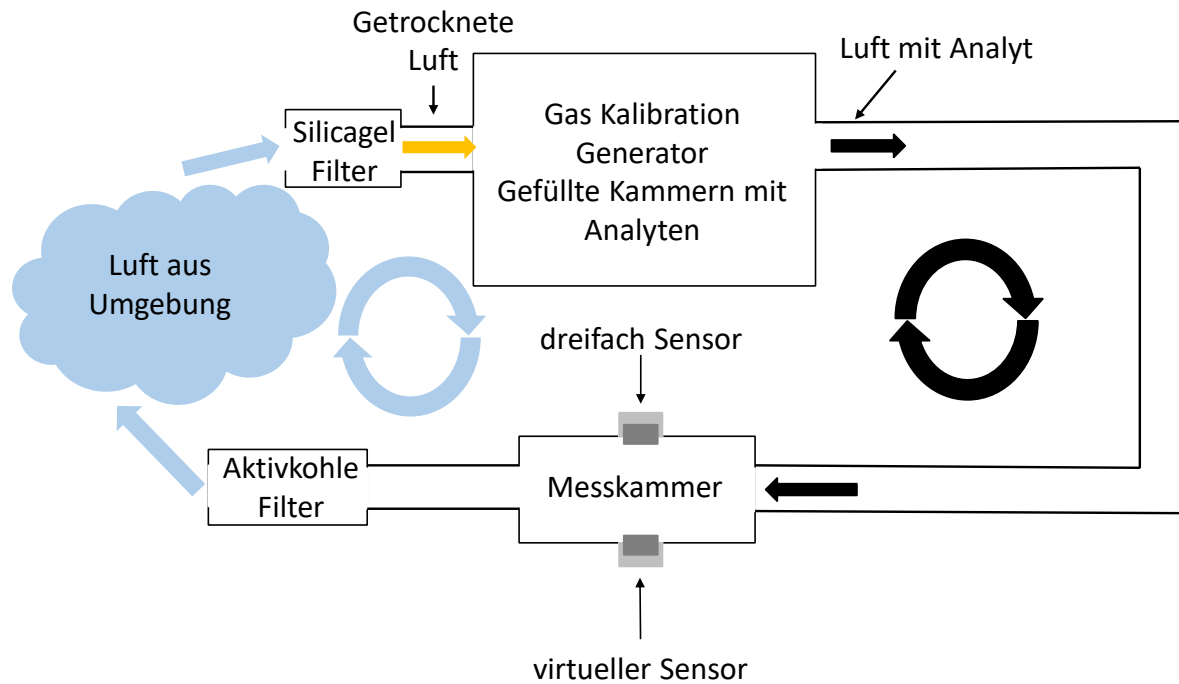 Getrocknete
Luft
Luft mit Analyt
Silicagel
Filter
Gas Kalibration
Generator
Gefüllte Kammern mit
Analyten
Luft aus
Umgebung
dreifach Sensor
Aktivkohle
Filter
Messkammer
virtueller Sensor